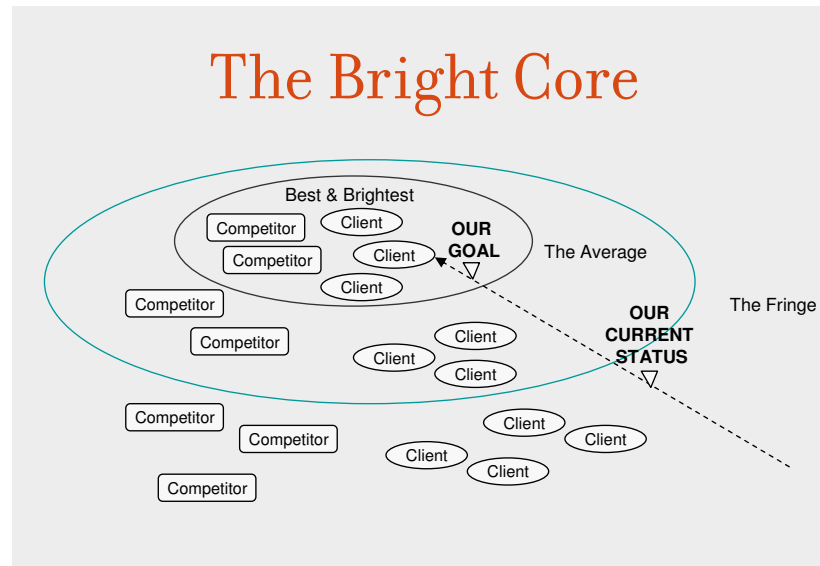 The Bright Core
Best & Brightest
Competitor
Client
OUR
GOAL
Competitor
Client
The Average
Client
Competitor
The Fringe
OUR
CURRENT
STATUS
Competitor
Client
Client
Client
Competitor
Client
Competitor
Client
Client
Client
Competitor